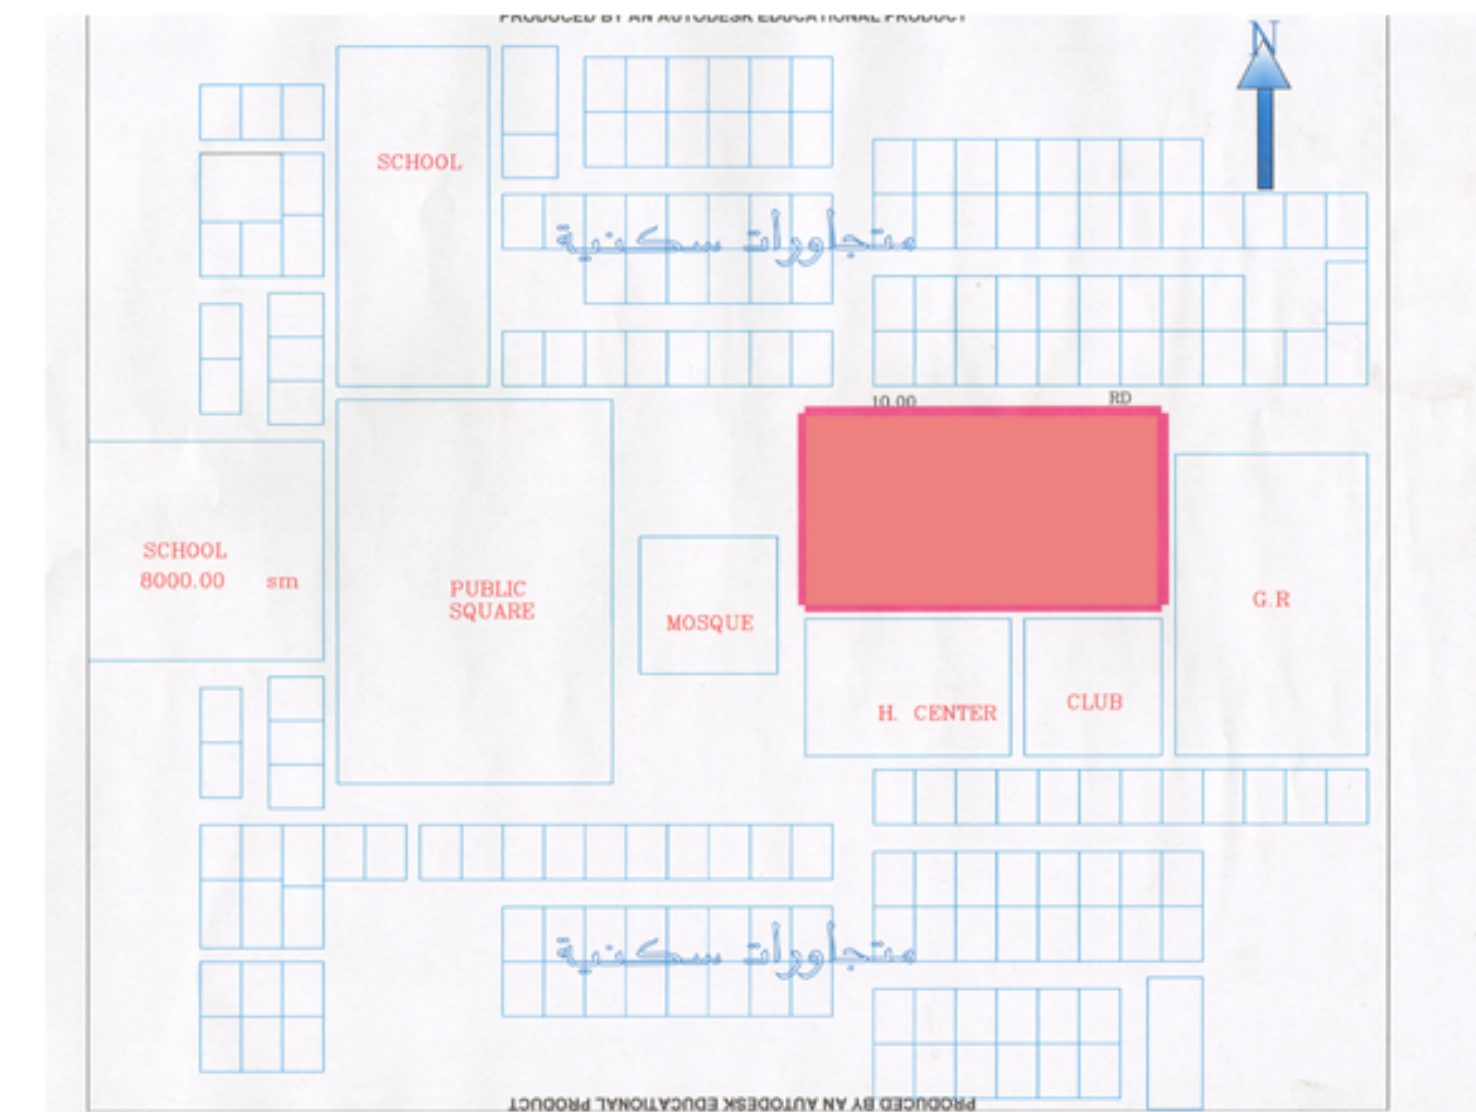 PRODUCED BY AN AUTODESK EDUCATIONAL PRODUCT
N
SCHOOL
متجاورات سكنية
10.00 RD
SCHOOL
8000.00 sm
PUBLIC
SQUARE
MOSQUE
G.R
H. CENTER
CLUB
متجاورات سكنية
PRODUCED BY AN AUTODESK EDUCATIONAL PRODUCT